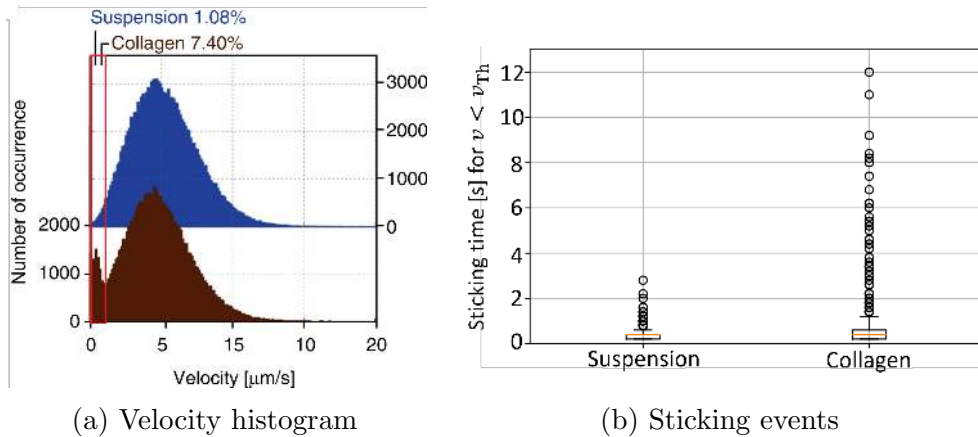 Suspension 1.08%
Collagen 7.40%
Number of occurrence
3000
2000
1000
0
2000
1000
0
0 5 15 10 20
Velocity [μm/s]
(a) Velocity histogram
Sticking time [s] for v < v_Th
12
10
8
6
4
2
0
Suspension Collagen
(b) Sticking events